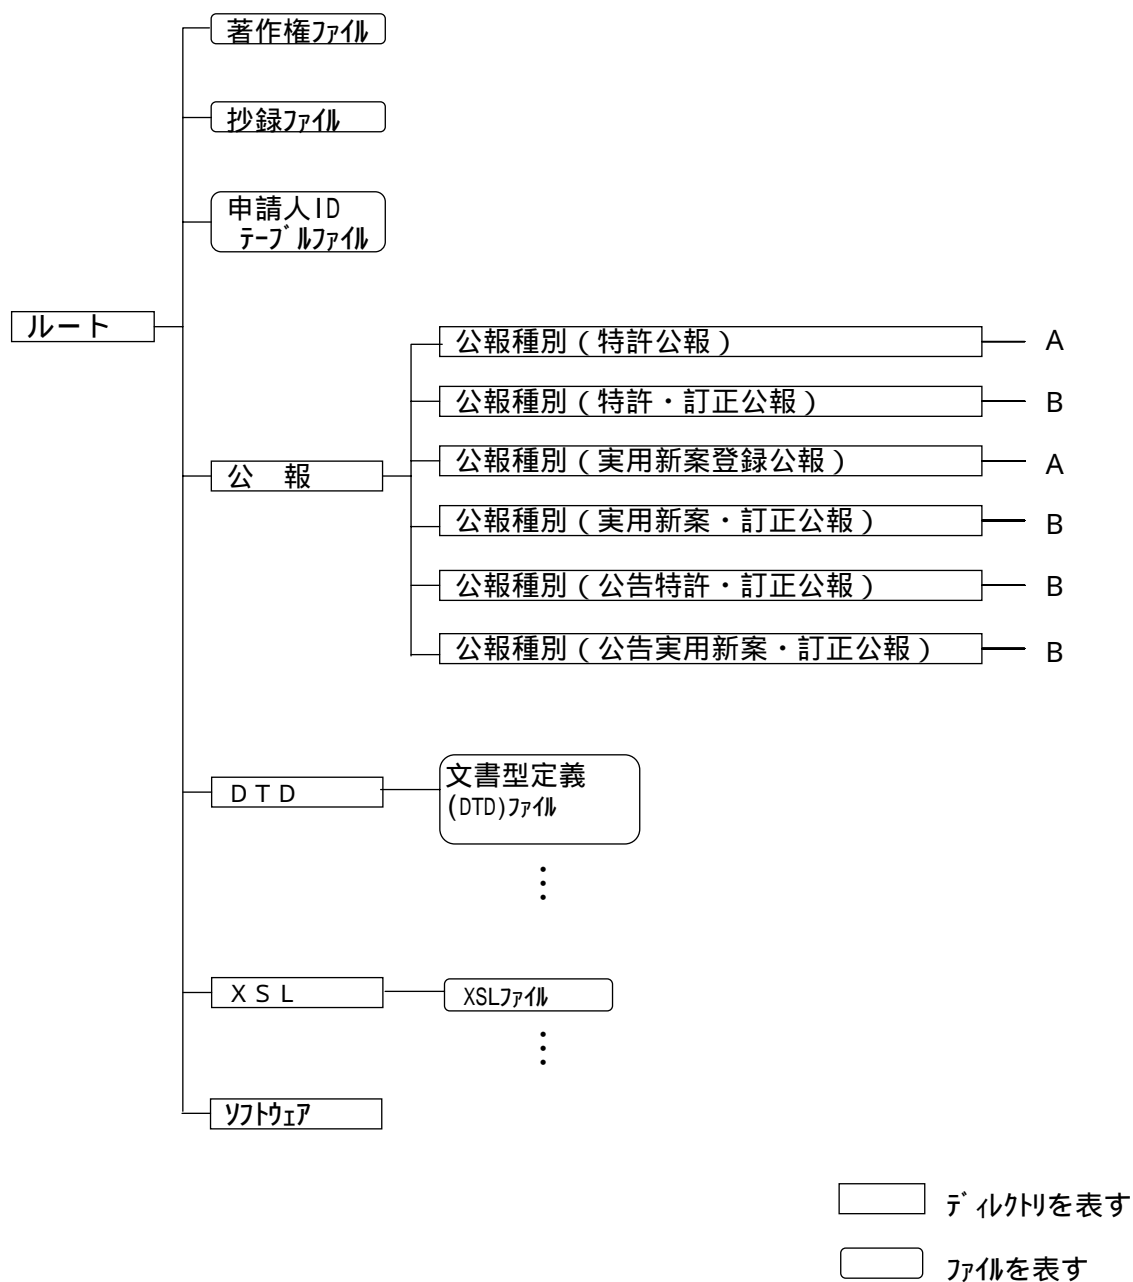 著作権ﾌｧｲﾙ
抄録ﾌｧｲﾙ
申請人ID
ﾃｰﾌﾞﾙﾌｧｲﾙ
ルート
公報種別(特許公報)
A
公報種別(特許・訂正公報)
B
公報種別(実用新案登録公報)
A
公　報
公報種別(実用新案・訂正公報)
B
公報種別(公告特許・訂正公報)
B
公報種別(公告実用新案・訂正公報)
B
ＤＴＤ
文書型定義
(DTD)ﾌｧｲﾙ
⋮
ＸＳＬ
XSLﾌｧｲﾙ
⋮
ｿﾌﾄｳｪｱ
ﾃﾞｨﾚｸﾄﾘを表す
ﾌｧｲﾙを表す